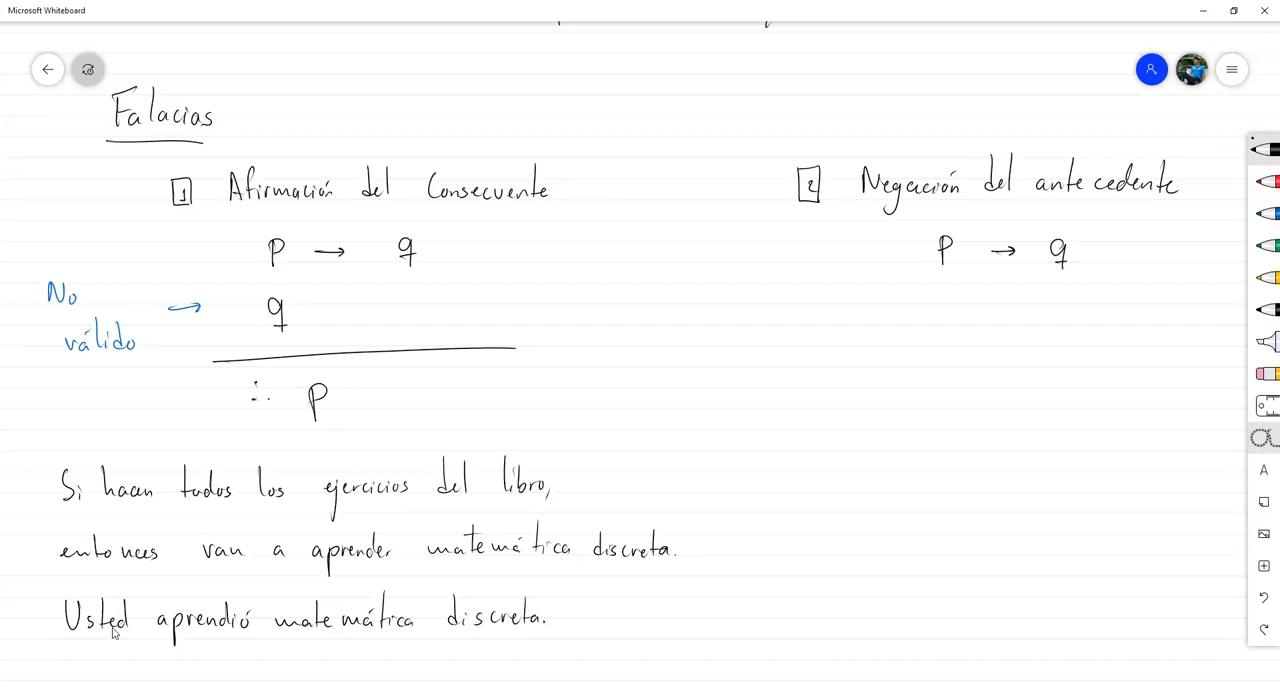 Microsoft Whiteboard
Falacias
1 Afirmación del Consecuente
p → q
No
válido → q
∴ p
Si hacen todos los ejercicios del libro,
entonces van a aprender matemática discreta.
Usted aprendió matemática discreta.
2 Negación del antecedente
p → q